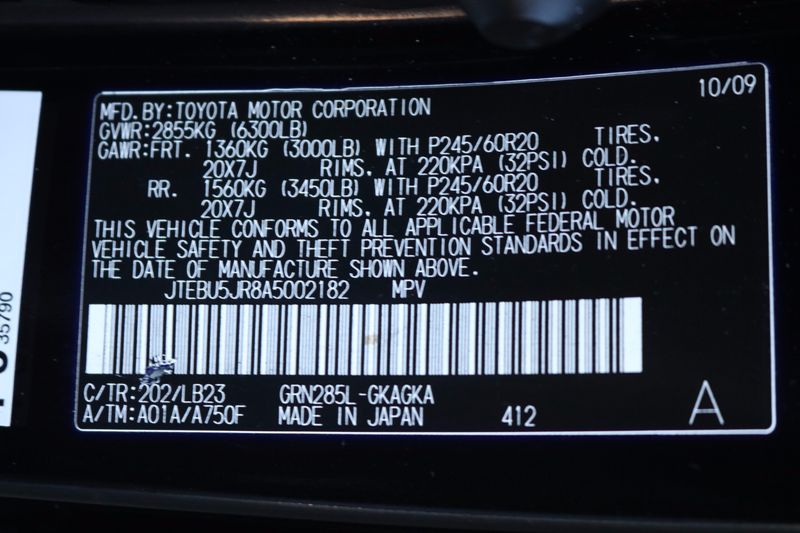 10/09
MFD. BY: TOYOTA MOTOR CORPORATION
GVWR: 2855KG (6300LB)
GAWR: FRT. 1360KG (3000LB) WITH P245/60R20 TIRES.
20X7J RIMS. AT 220KPA (32PSI) COLD.
RR. 1560KG (3450LB) WITH P245/60R20 TIRES.
20X7J RIMS. AT 220KPA (32PSI) COLD.
THIS VEHICLE CONFORMS TO ALL APPLICABLE FEDERAL MOTOR
VEHICLE SAFETY AND THEFT PREVENTION STANDARDS IN EFFECT ON
THE DATE OF MANUFACTURE SHOWN ABOVE.
JTEBU5JR8A5002182 MPV
C/TR: 202/LB23 GRN285L-GKAGKA
A/TM: A01A/A750F MADE IN JAPAN 412 A
35790